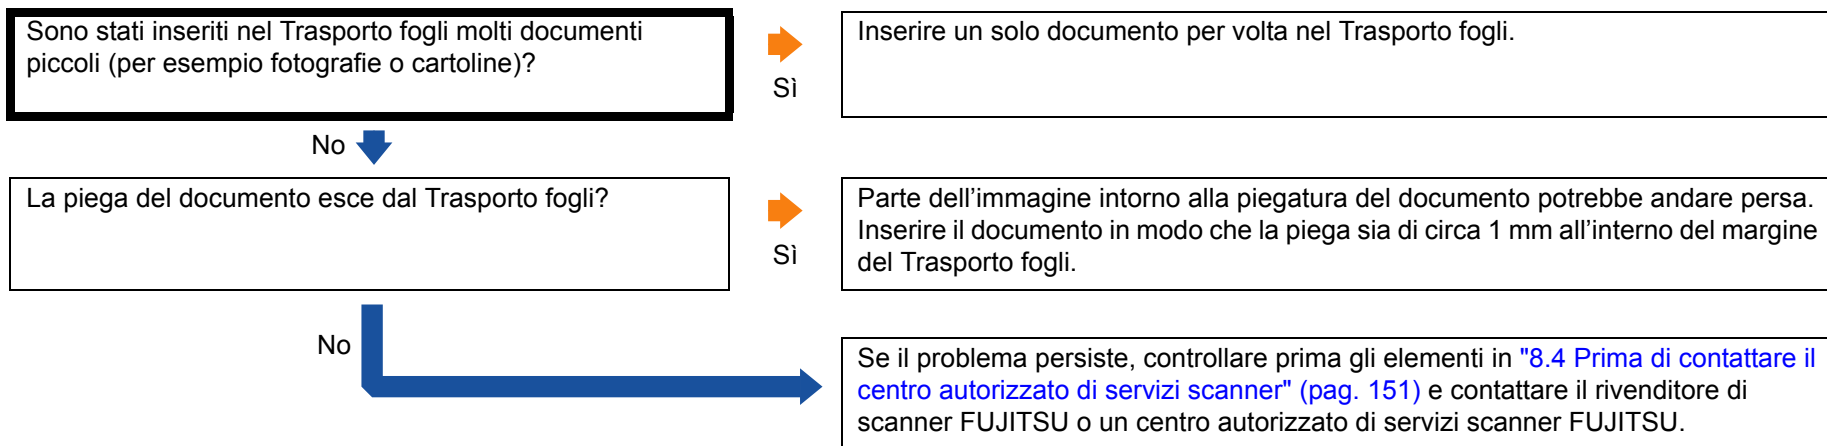 Sono stati inseriti nel Trasporto fogli molti documenti
piccoli (per esempio fotografie o cartoline)?
Sì
Inserire un solo documento per volta nel Trasporto fogli.
No
La piega del documento esce dal Trasporto fogli?
Sì
Parte dell’immagine intorno alla piegatura del documento potrebbe andare persa.
Inserire il documento in modo che la piega sia di circa 1 mm all’interno del margine
del Trasporto fogli.
No
Se il problema persiste, controllare prima gli elementi in "8.4 Prima di contattare il
centro autorizzato di servizi scanner" (pag. 151) e contattare il rivenditore di
scanner FUJITSU o un centro autorizzato di servizi scanner FUJITSU.